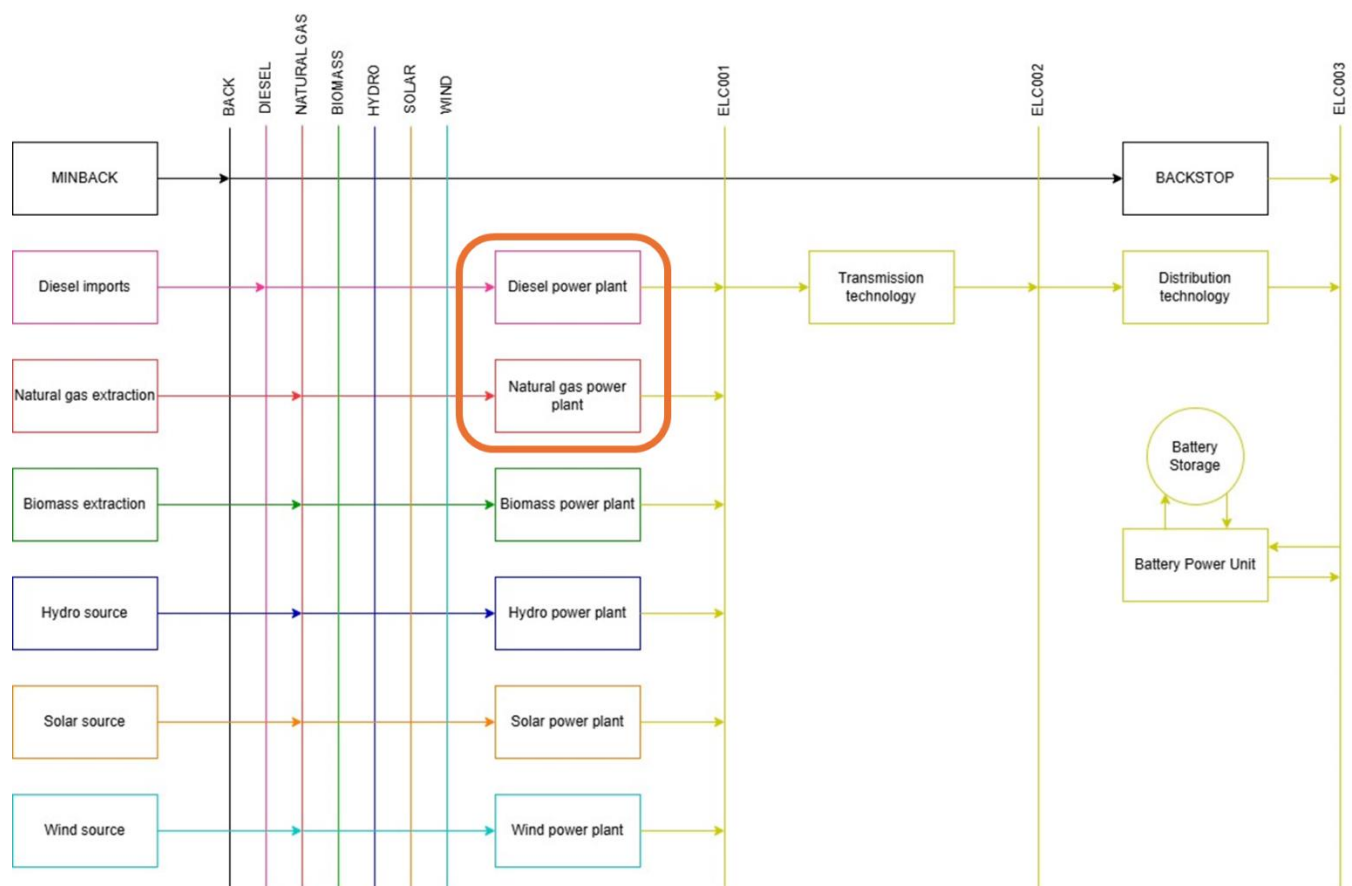 BACK
DIESEL
NATURAL GAS
BIOMASS
HYDRO
SOLAR
WIND
ELC001
ELC002
ELC003
MINBACK
BACKSTOP
Diesel imports
Diesel power plant
Transmission
technology
Distribution
technology
Natural gas extraction
Natural gas power
plant
Battery
Storage
Biomass extraction
Biomass power plant
Battery Power Unit
Hydro source
Hydro power plant
Solar source
Solar power plant
Wind source
Wind power plant